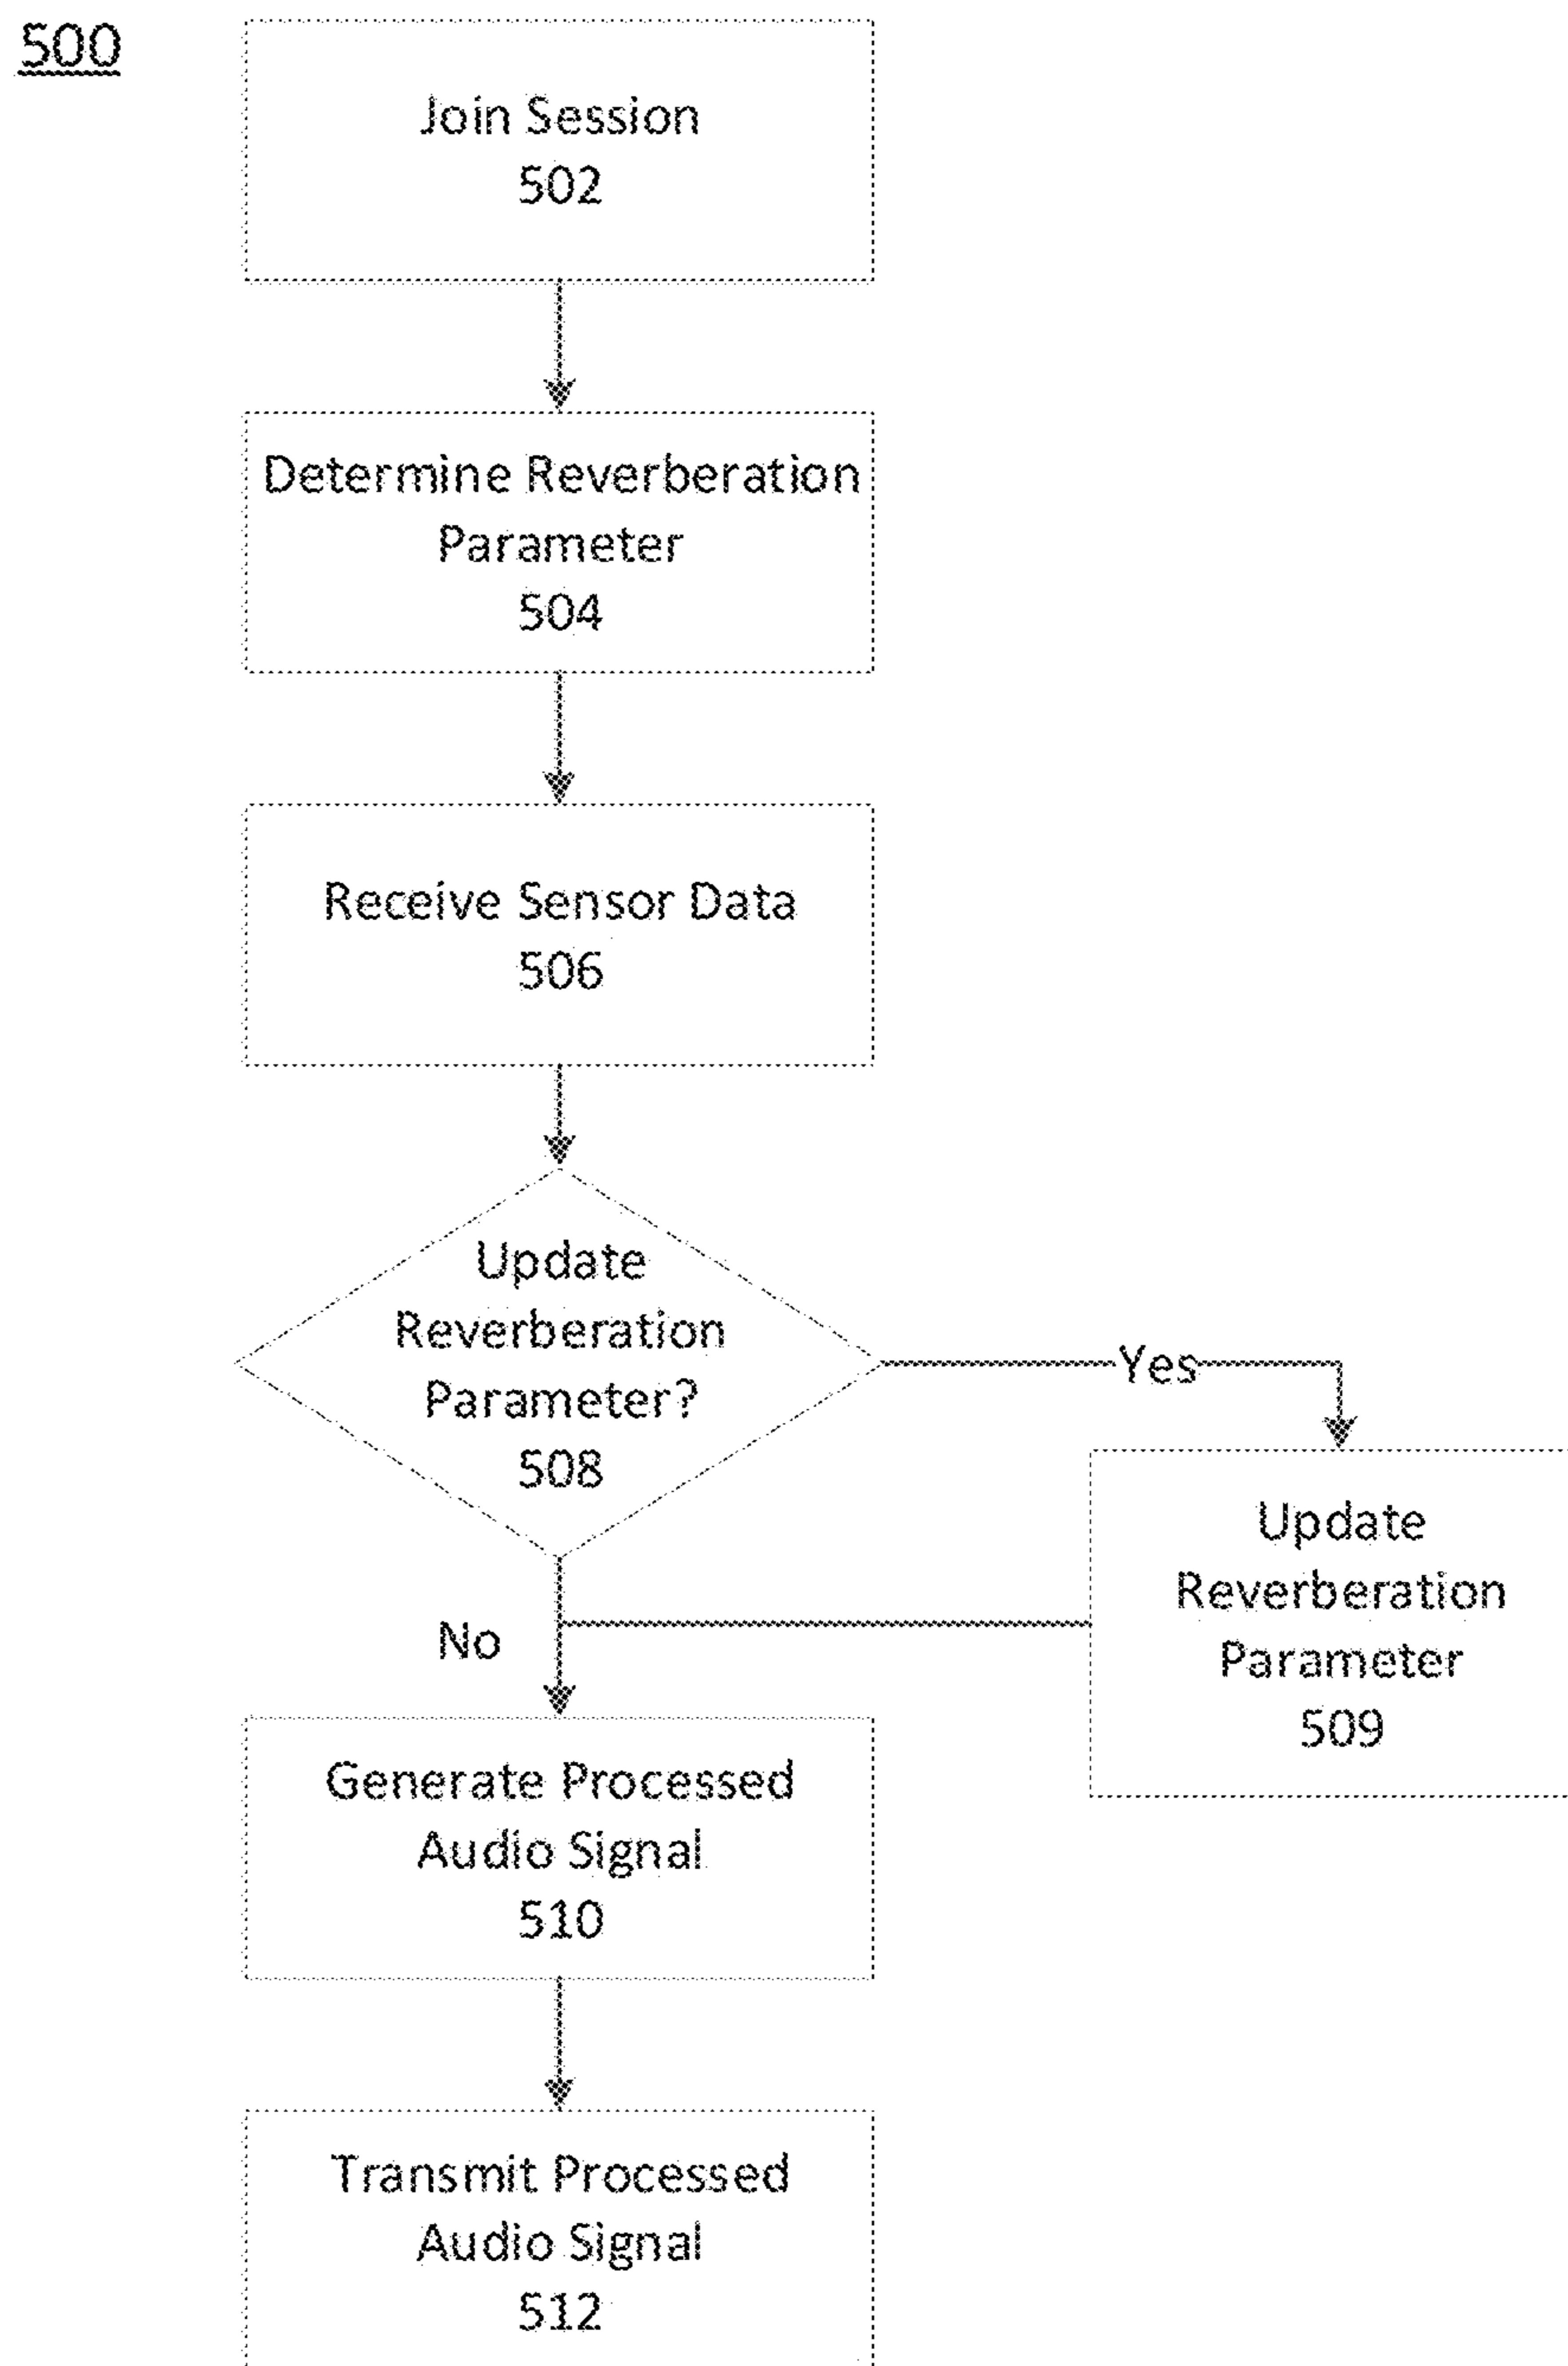 500
Join Session
502
Determine Reverberation
Parameter
504
Receive Sensor Data
506
Update
Reverberation
Parameter?
508
Yes
Update
Reverberation
Parameter
509
No
Generate Processed
Audio Signal
510
Transmit Processed
Audio Signal
512